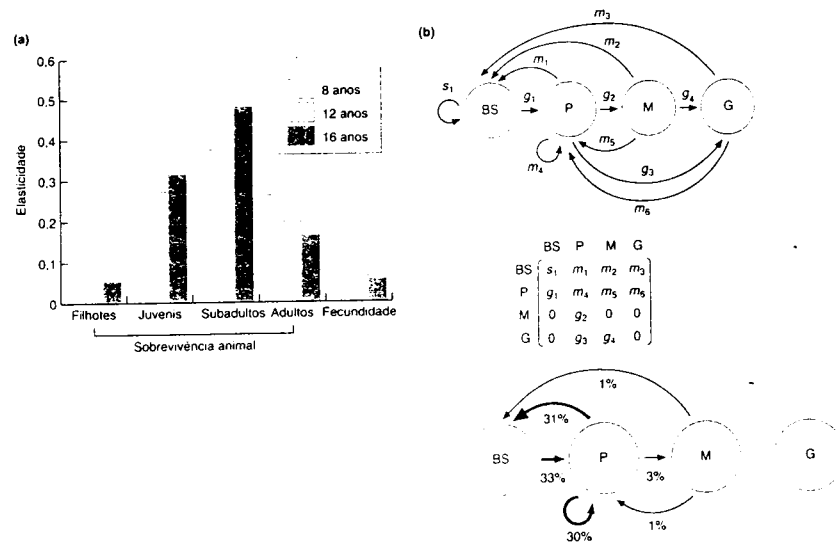 (a)
0,6
0,5
0,4
0,3
0,2
0,1
0
Elasticidade
8 anos
12 anos
16 anos
Filhotes Juvenis Subadultos Adultos Fecundidade
Sobrevivência animal
(b)
m3
m2
m1
s1
BS g1 P g2 M g4 G
m5
m4
g3
m6
BS P M G
BS s1 m1 m2 m3
P g1 m4 m5 m6
M 0 g2 0 0
G 0 g3 g4 0
1%
31%
BS P M G
33% 3%
1%
30%